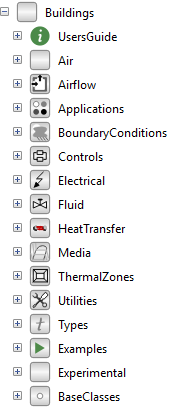 Buildings
UsersGuide
Air
Airflow
Applications
BoundaryConditions
Controls
Electrical
Fluid
HeatTransfer
Media
ThermalZones
Utilities
Types
Examples
Experimental
BaseClasses